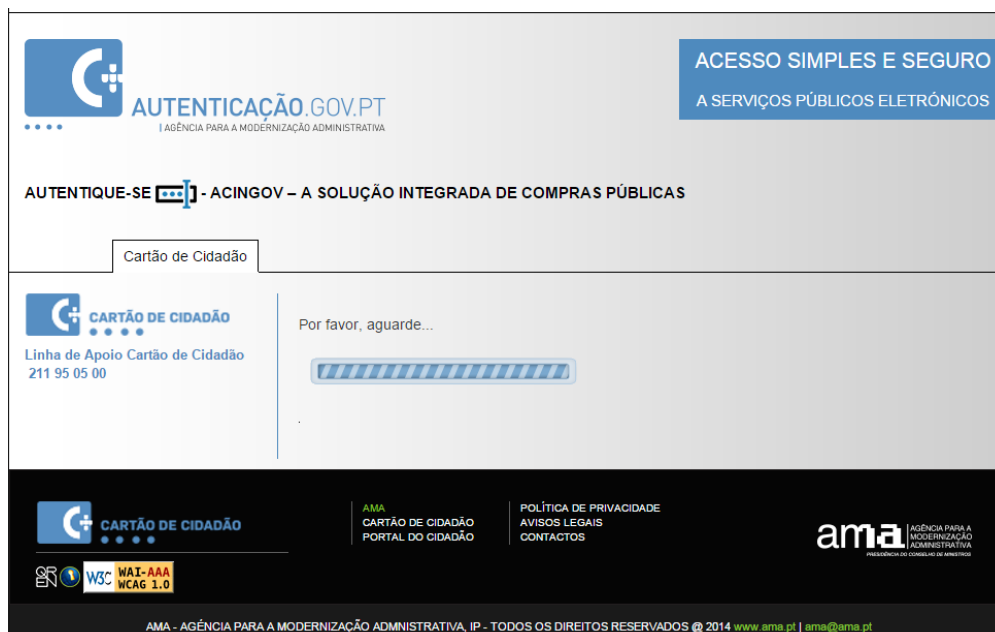 AUTENTICAÇÃO.GOV.PT
| AGÊNCIA PARA A MODERNIZAÇÃO ADMINISTRATIVA
ACESSO SIMPLES E SEGURO
A SERVIÇOS PÚBLICOS ELETRÓNICOS
AUTENTIQUE-SE - ACINGOV – A SOLUÇÃO INTEGRADA DE COMPRAS PÚBLICAS
Cartão de Cidadão
CARTÃO DE CIDADÃO
Linha de Apoio Cartão de Cidadão
211 95 05 00
Por favor, aguarde...
.
CARTÃO DE CIDADÃO
AMA
CARTÃO DE CIDADÃO
PORTAL DO CIDADÃO
POLÍTICA DE PRIVACIDADE
AVISOS LEGAIS
CONTACTOS
ama
AGÊNCIA PARA A
MODERNIZAÇÃO
ADMINISTRATIVA
PRESIDÊNCIA DO CONSELHO DE MINISTROS
QREN
W3C WAI-AAA
WCAG 1.0
AMA - AGÉNCIA PARA A MODERNIZAÇÃO ADMNISTRATIVA, IP - TODOS OS DIREITOS RESERVADOS @ 2014 www.ama.pt | ama@ama.pt